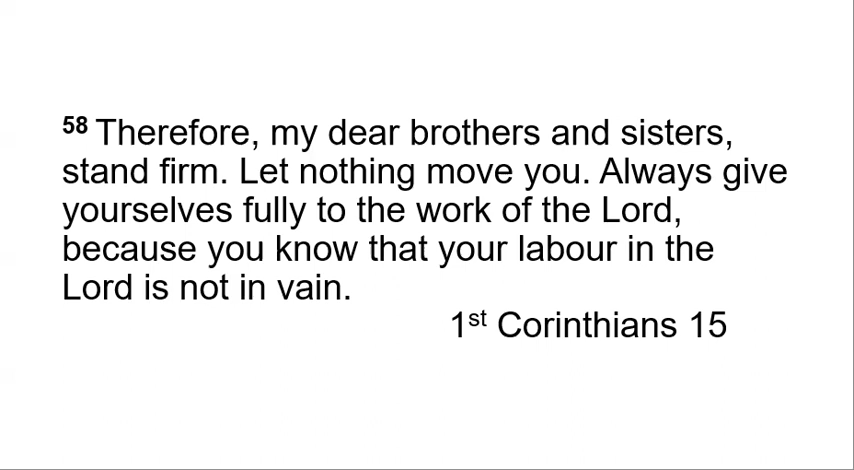 58 Therefore, my dear brothers and sisters,
stand firm. Let nothing move you. Always give
yourselves fully to the work of the Lord,
because you know that your labour in the
Lord is not in vain.
1st Corinthians 15